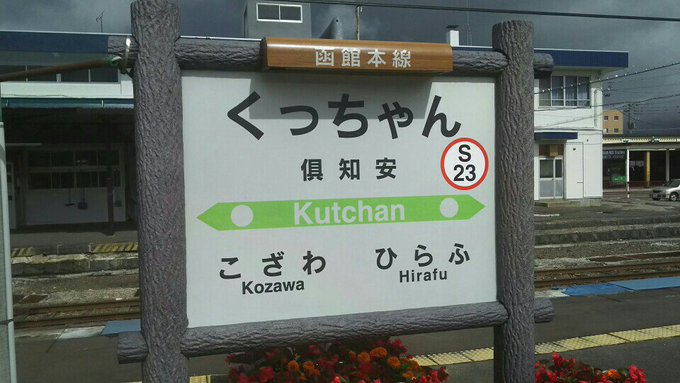 函館本線
くっちゃん
倶知安
S
23
Kutchan
こざわ ひらふ
Kozawa Hirafu